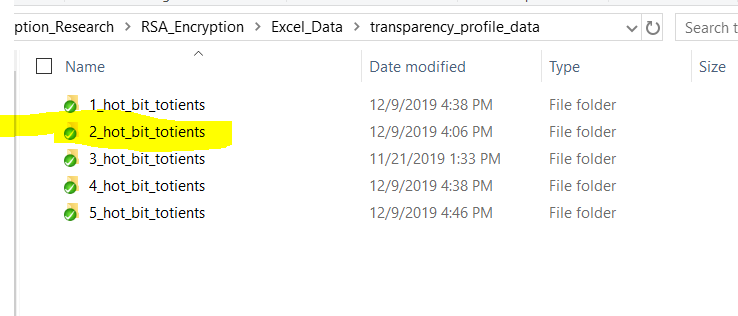 ption_Research > RSA_Encryption > Excel_Data > transparency_profile_data Search t
Name Date modified Type Size
1_hot_bit_totients 12/9/2019 4:38 PM File folder
2_hot_bit_totients 12/9/2019 4:06 PM File folder
3_hot_bit_totients 11/21/2019 1:33 PM File folder
4_hot_bit_totients 12/9/2019 4:38 PM File folder
5_hot_bit_totients 12/9/2019 4:46 PM File folder